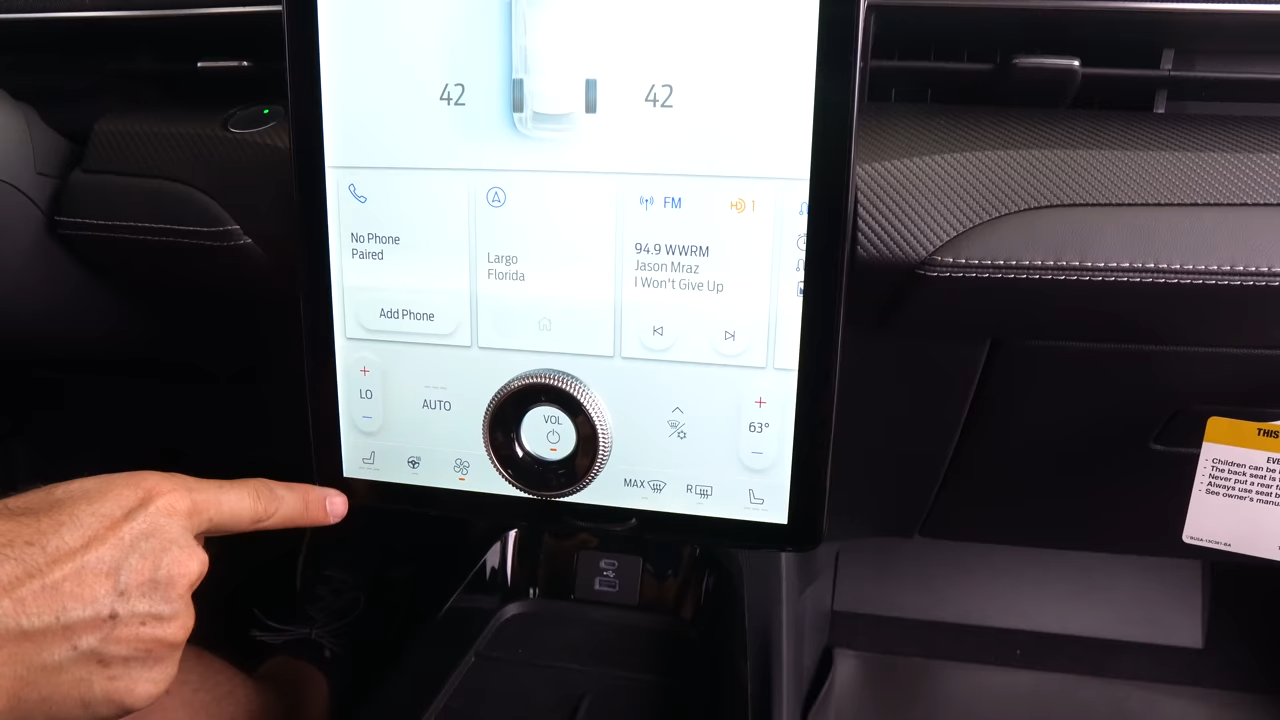 42
42
No Phone
Paired
Add Phone
Largo
Florida
FM
HD 1
94.9 WWRM
Jason Mraz
I Won't Give Up
LO
AUTO
VOL
63°
MAX
R
THIS
EVE
- Children can be
- The back seat is
- Never put a rear
- Always use seat b
- See owner's manu